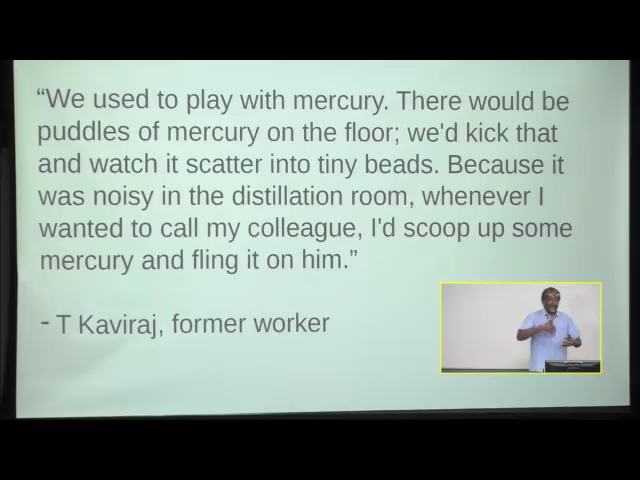 “We used to play with mercury. There would be
puddles of mercury on the floor; we'd kick that
and watch it scatter into tiny beads. Because it
was noisy in the distillation room, whenever I
wanted to call my colleague, I'd scoop up some
mercury and fling it on him.”
- T Kaviraj, former worker